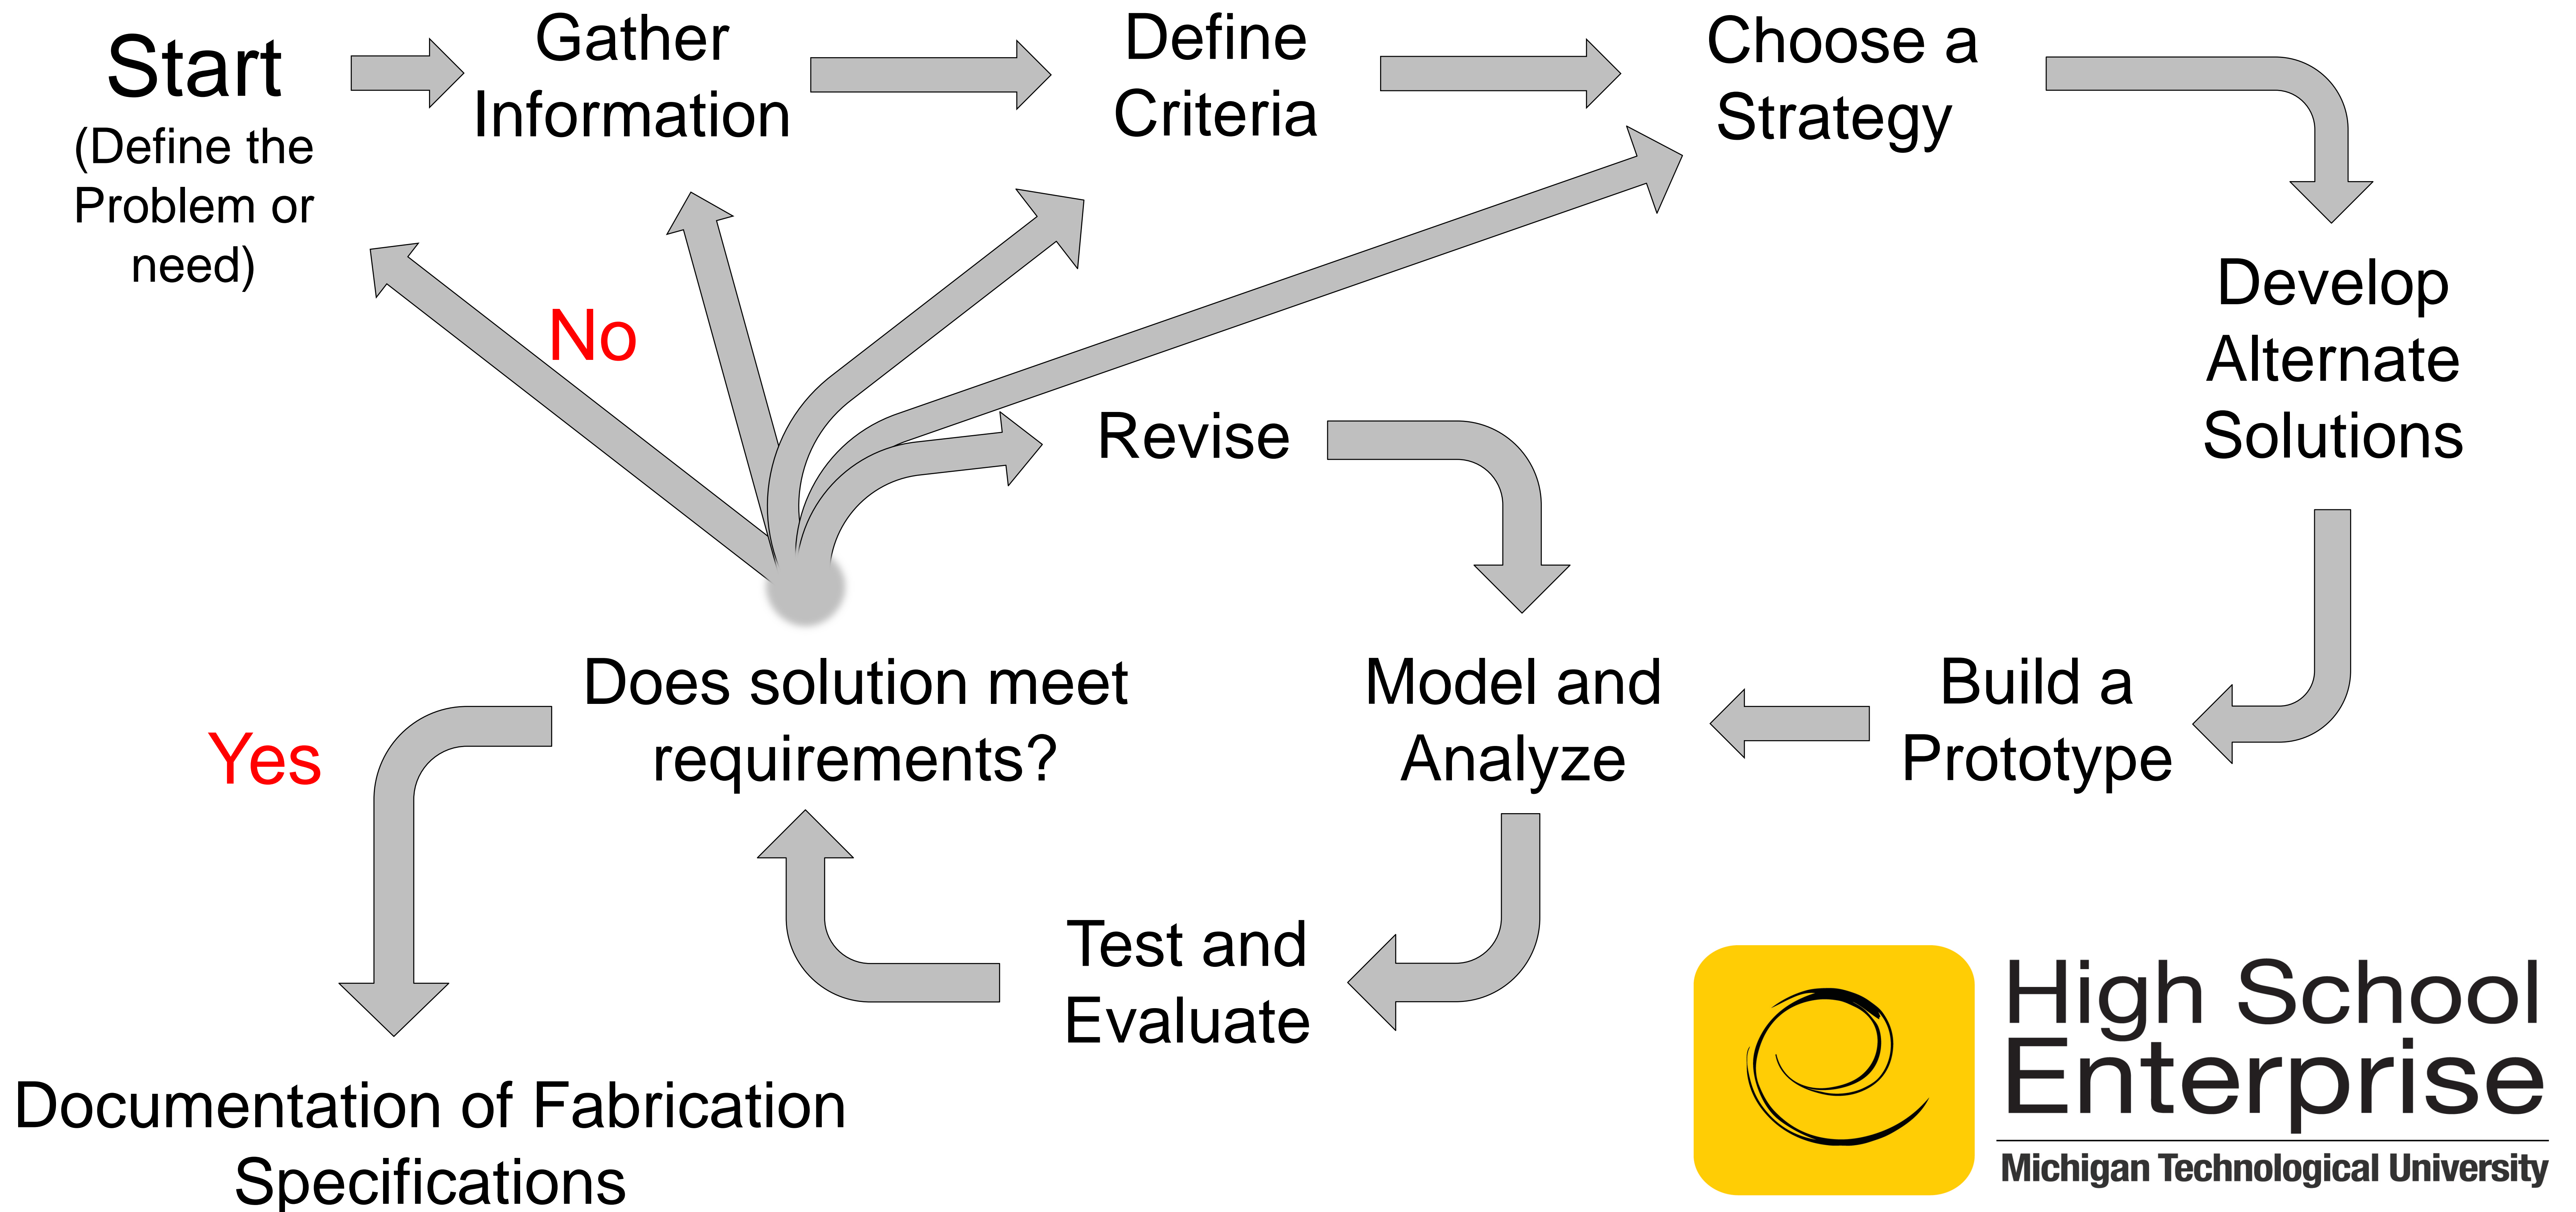 Start
(Define the
Problem or
need)
Gather
Information
Define
Criteria
Choose a
Strategy
Develop
Alternate
Solutions
No
Revise
Does solution meet
requirements?
Model and
Analyze
Build a
Prototype
Yes
Test and
Evaluate
Documentation of Fabrication
Specifications
High School
Enterprise
Michigan Technological University